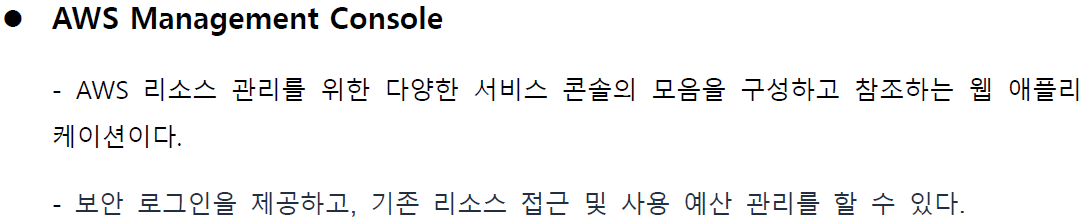 ● AWS Management Console
- AWS 리소스 관리를 위한 다양한 서비스 콘솔의 모음을 구성하고 참조하는 웹 애플리
케이션이다.
- 보안 로그인을 제공하고, 기존 리소스 접근 및 사용 예산 관리를 할 수 있다.